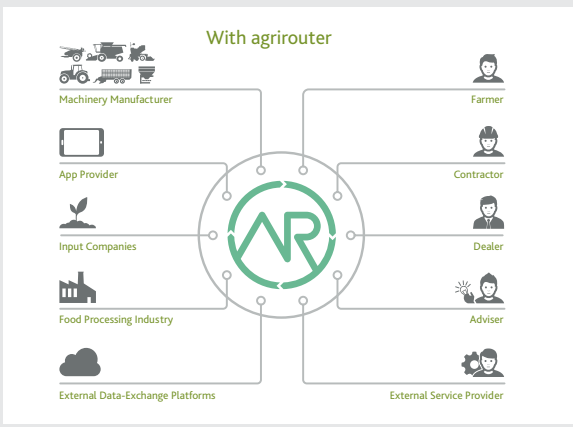 With agrirouter
Machinery Manufacturer
Farmer
App Provider
Contractor
Input Companies
AR
Dealer
Food Processing Industry
Adviser
External Data-Exchange Platforms
External Service Provider